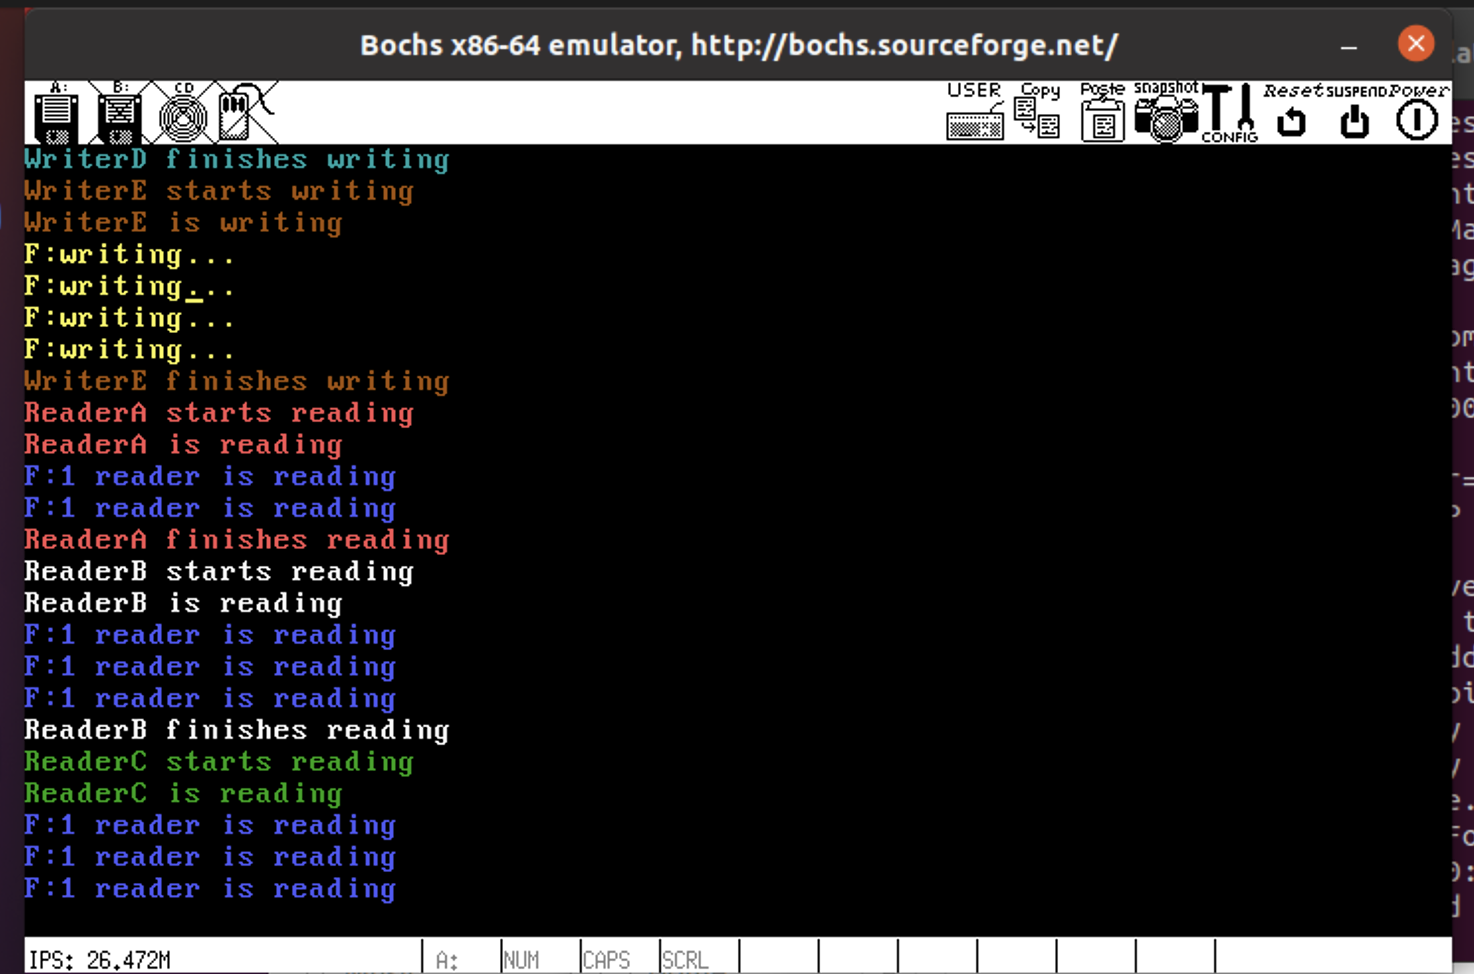 Bochs x86-64 emulator, http://bochs.sourceforge.net/
A: B: CD USER Copy Paste snapshot CONFIG Reset SUSPEND Power
WriterD finishes writing
WriterE starts writing
WriterE is writing
F:writing...
F:writing...
F:writing...
F:writing...
WriterE finishes writing
ReaderA starts reading
ReaderA is reading
F:1 reader is reading
F:1 reader is reading
ReaderA finishes reading
ReaderB starts reading
ReaderB is reading
F:1 reader is reading
F:1 reader is reading
F:1 reader is reading
ReaderB finishes reading
ReaderC starts reading
ReaderC is reading
F:1 reader is reading
F:1 reader is reading
F:1 reader is reading
IPS: 26.472M A: NUM CAPS SCRL